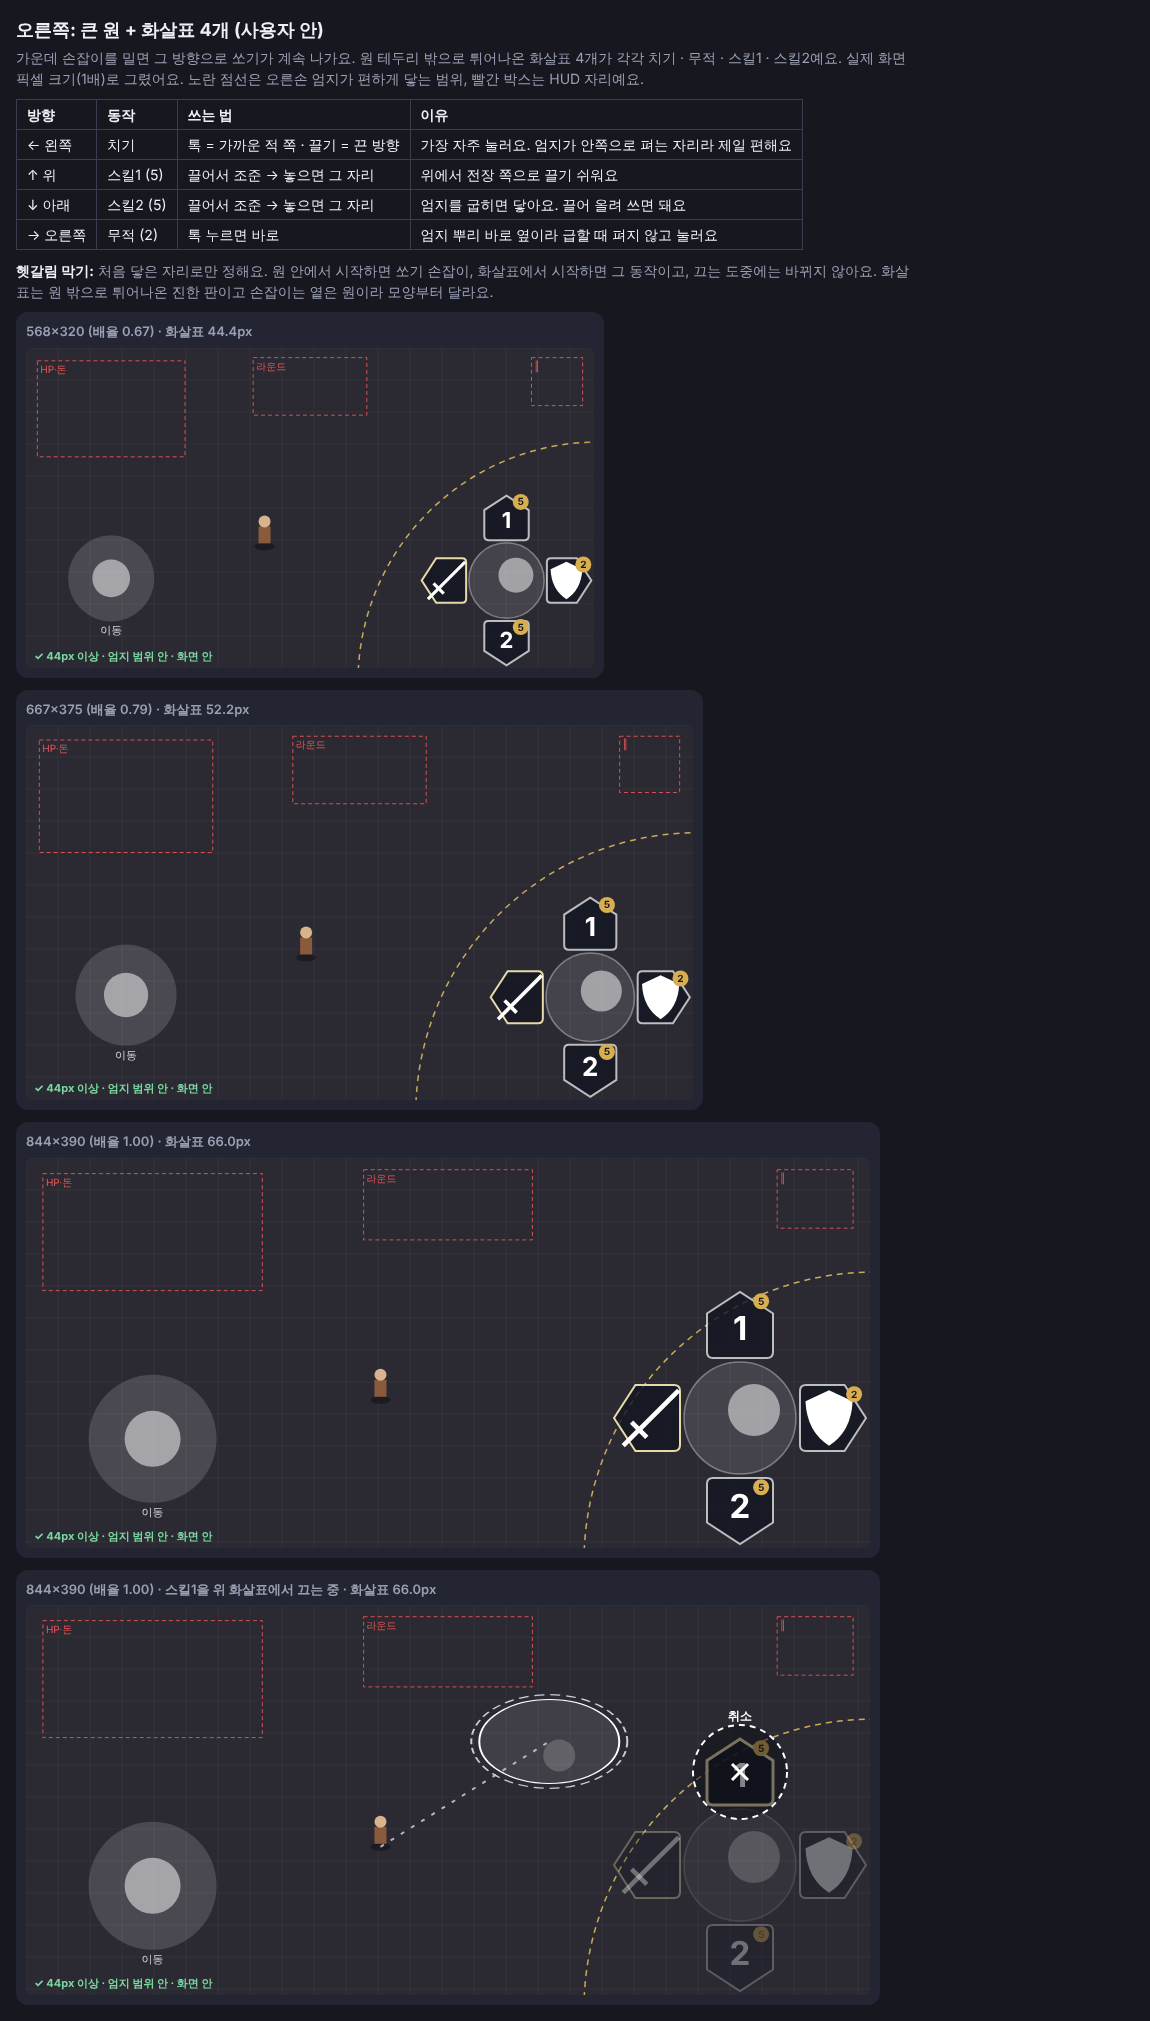 오른쪽: 큰 원 + 화살표 4개 (사용자 안)
가운데 손잡이를 밀면 그 방향으로 쏘기가 계속 나가요. 원 테두리 밖으로 튀어나온 화살표 4개가 각각 치기 · 무적 · 스킬1 · 스킬2예요. 실제 화면
픽셀 크기(1배)로 그렸어요. 노란 점선은 오른손 엄지가 편하게 닿는 범위, 빨간 박스는 HUD 자리예요.
방향 동작 쓰는 법 이유
← 왼쪽 치기 톡 = 가까운 적 쪽 · 끌기 = 끈 방향 가장 자주 눌러요. 엄지가 안쪽으로 펴는 자리라 제일 편해요
↑ 위 스킬1 (5) 끌어서 조준 → 놓으면 그 자리 위에서 전장 쪽으로 끌기 쉬워요
↓ 아래 스킬2 (5) 끌어서 조준 → 놓으면 그 자리 엄지를 굽히면 닿아요. 끌어 올려 쓰면 돼요
→ 오른쪽 무적 (2) 톡 누르면 바로 엄지 뿌리 바로 옆이라 급할 때 펴지 않고 눌러요
헷갈림 막기: 처음 닿은 자리로만 정해요. 원 안에서 시작하면 쏘기 손잡이, 화살표에서 시작하면 그 동작이고, 끄는 도중에는 바뀌지 않아요. 화살
표는 원 밖으로 튀어나온 진한 판이고 손잡이는 옅은 원이라 모양부터 달라요.
568×320 (배율 0.67) · 화살표 44.4px
HP·돈
라운드
5
1
2
5
2
이동
✓ 44px 이상 · 엄지 범위 안 · 화면 안
667×375 (배율 0.79) · 화살표 52.2px
HP·돈
라운드
5
1
2
5
2
이동
✓ 44px 이상 · 엄지 범위 안 · 화면 안
844×390 (배율 1.00) · 화살표 66.0px
HP·돈
라운드
5
1
2
5
2
이동
✓ 44px 이상 · 엄지 범위 안 · 화면 안
844×390 (배율 1.00) · 스킬1을 위 화살표에서 끄는 중 · 화살표 66.0px
HP·돈
라운드
취소
5
1
2
5
2
이동
✓ 44px 이상 · 엄지 범위 안 · 화면 안